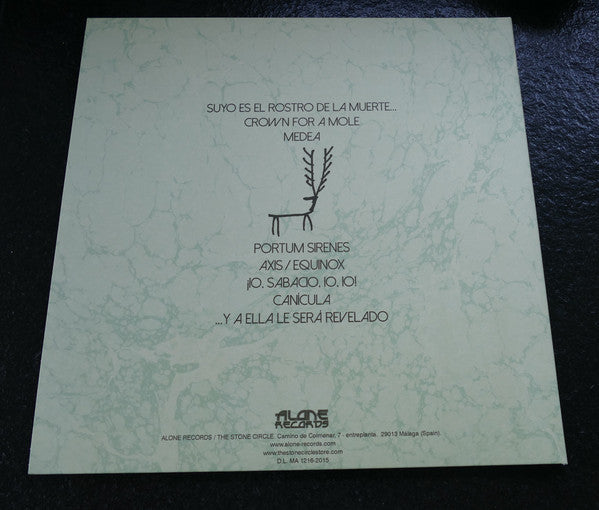 SUYO ES EL ROSTRO DE LA MUERTE...
CROWN FOR A MOLE
MEDEA
PORTUM SIRENES
AXIS / EQUINOX
¡IO, SABACIO, IO, IO!
CANÍCULA
...Y A ELLA LE SERÁ REVELADO
ALONE
RECORDS
ALONE RECORDS / THE STONE CIRCLE Camino de Colmenar, 7 - entreplanta. 29013 Málaga (Spain)
www.alone-records.com
www.thestonecirclestore.com
D.L. MA 1216-2015